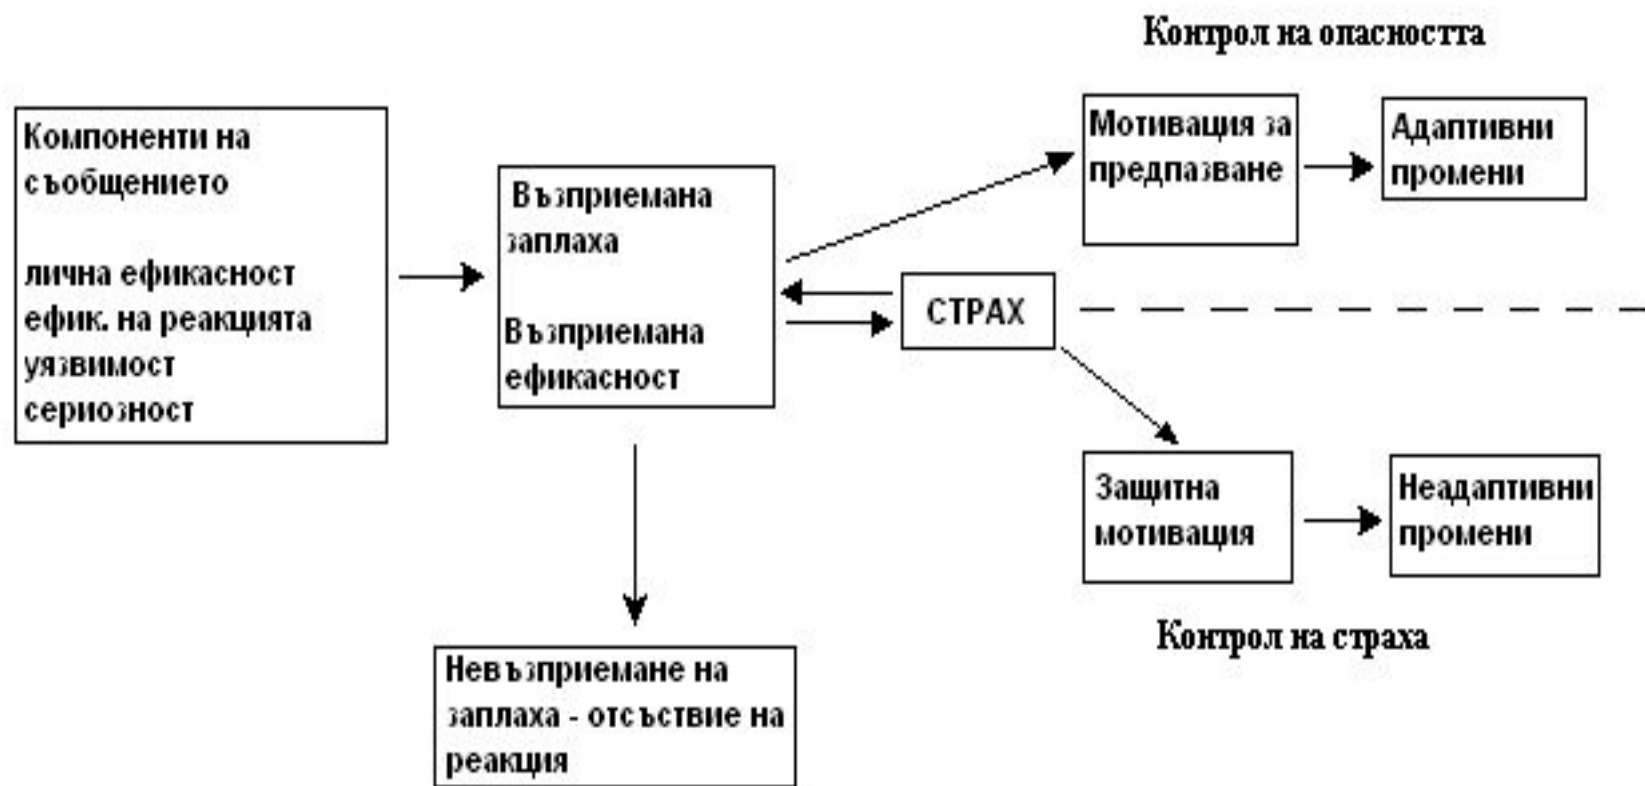 Контрол на опасността
Компоненти на
съобщението
лична ефикасност
ефик. на реакцията
уязвимост
сериозност
Възприемана
заплаха
Възприемана
ефикасност
Мотивация за
предпазване
Адаптивни
промени
СТРАХ
Защитна
мотивация
Неадаптивни
промени
Контрол на страха
Невъзприемане на
заплаха - отсъствие на
реакция